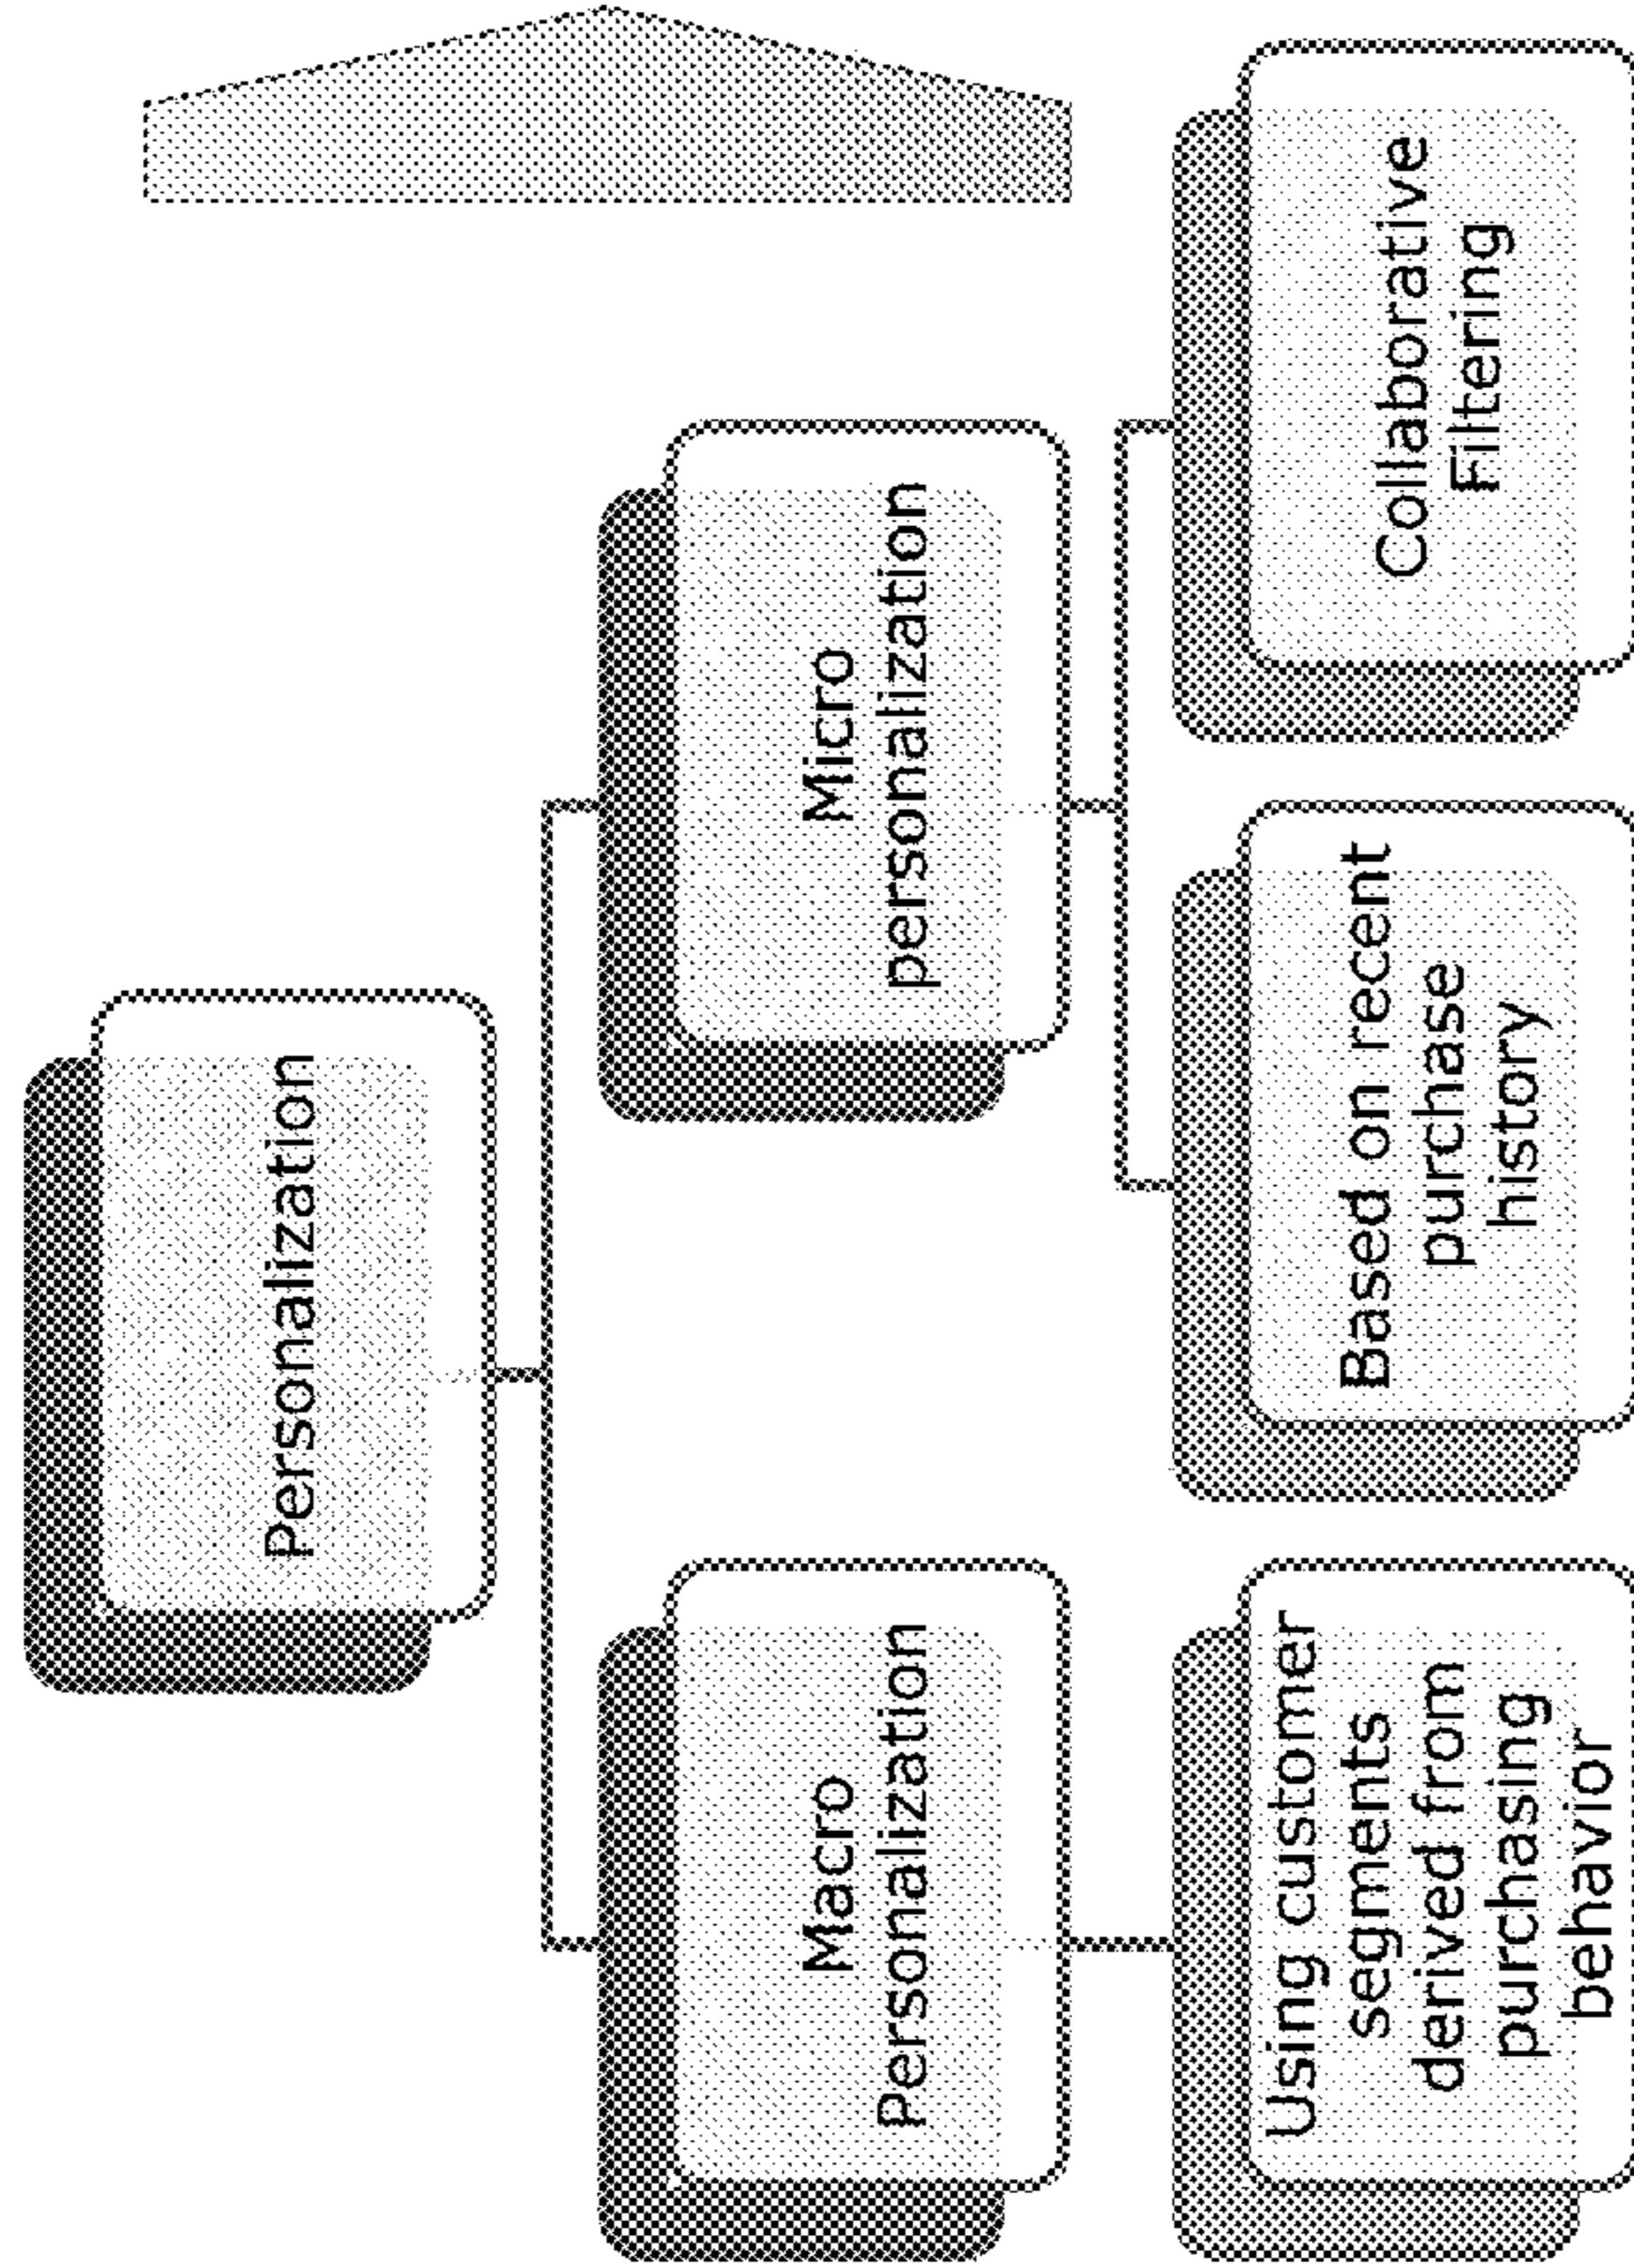 Personalization
Macro
Personalization
Micro
personalization
Using customer
segments
derived from
purchasing
behavior
Based on recent
purchase
history
Collaborative
Filtering